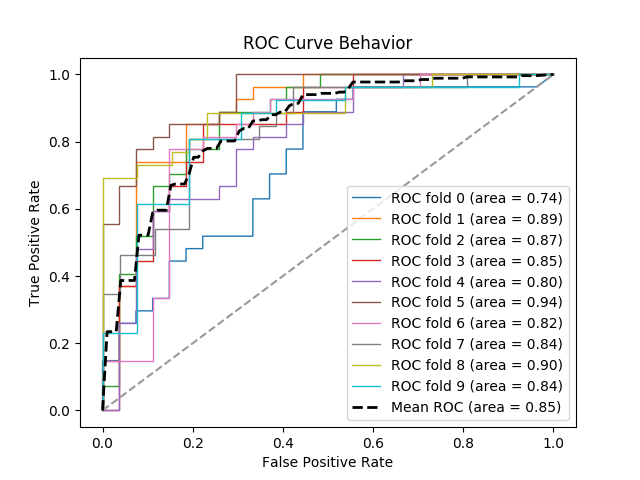 ROC Curve Behavior
True Positive Rate
1.0
0.8
0.6
0.4
0.2
0.0
ROC fold 0 (area = 0.74)
ROC fold 1 (area = 0.89)
ROC fold 2 (area = 0.87)
ROC fold 3 (area = 0.85)
ROC fold 4 (area = 0.80)
ROC fold 5 (area = 0.94)
ROC fold 6 (area = 0.82)
ROC fold 7 (area = 0.84)
ROC fold 8 (area = 0.90)
ROC fold 9 (area = 0.84)
Mean ROC (area = 0.85)
0.0 0.2 0.4 0.6 0.8 1.0
False Positive Rate